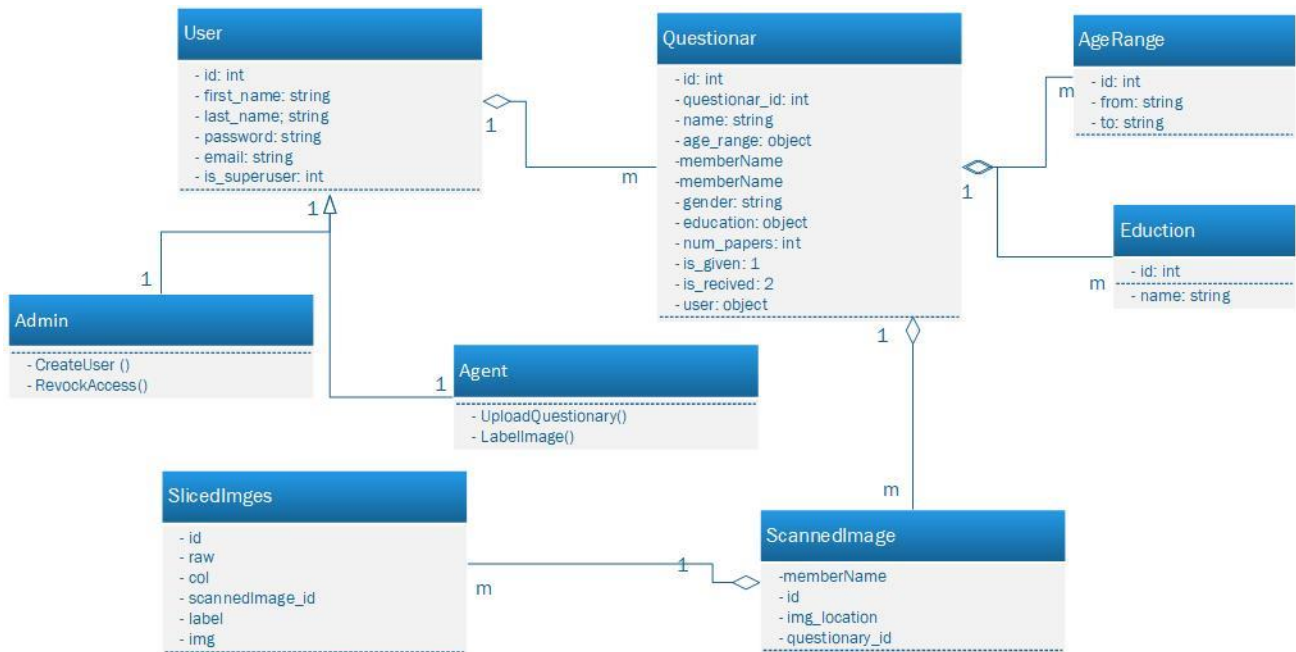 User
- id: int
- first_name: string
- last_name; string
- password: string
- email: string
- is_superuser: int
1
m
1
Questionar
- id: int
- questionar_id: int
- name: string
- age_range: object
-memberName
-memberName
- gender: string
- education: object
- num_papers: int
- is_given: 1
- is_recived: 2
- user: object
1
m
m
1
AgeRange
- id: int
- from: string
- to: string
Eduction
- id: int
- name: string
1
Admin
- CreateUser ()
- RevockAccess()
1
Agent
- UploadQuestionary()
- LabelImage()
m
SlicedImges
- id
- raw
- col
- scannedImage_id
- label
- img
m
1
ScannedImage
-memberName
- id
- img_location
- questionary_id